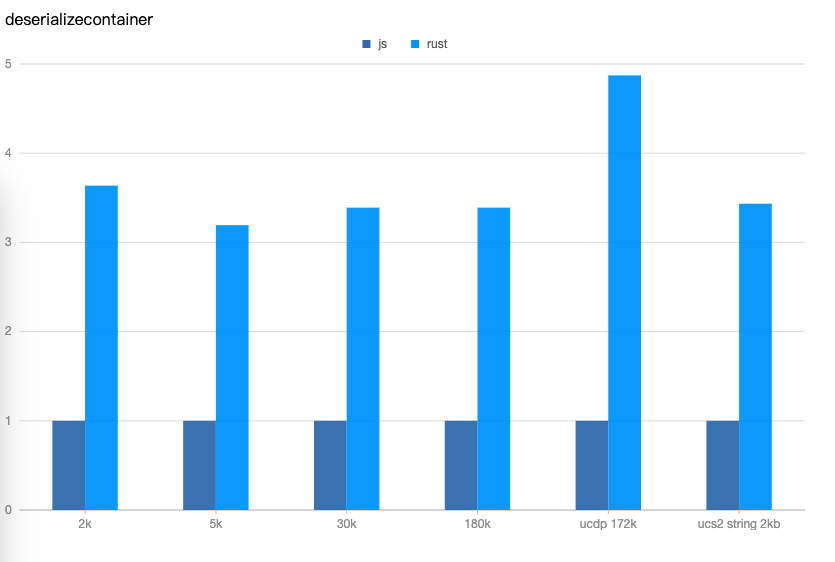 deserializecontainer
js rust
5
4
3
2
1
0
2k 5k 30k 180k ucdp 172k ucs2 string 2kb